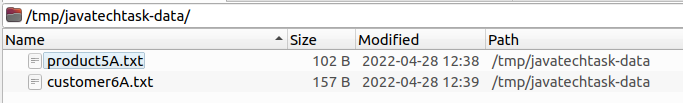 /tmp/javatechtask-data/
Name Size Modified Path
product5A.txt 102 B 2022-04-28 12:38 /tmp/javatechtask-data
customer6A.txt 157 B 2022-04-28 12:39 /tmp/javatechtask-data